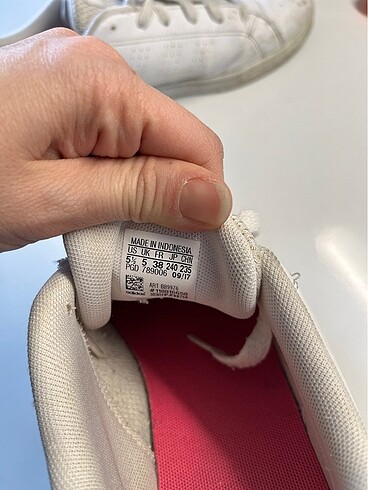 MADE IN INDONESIA
US UK FR JP CHN
5½ 5 38 240 235
PGD 789006 09/17
ART BB9976
adidas